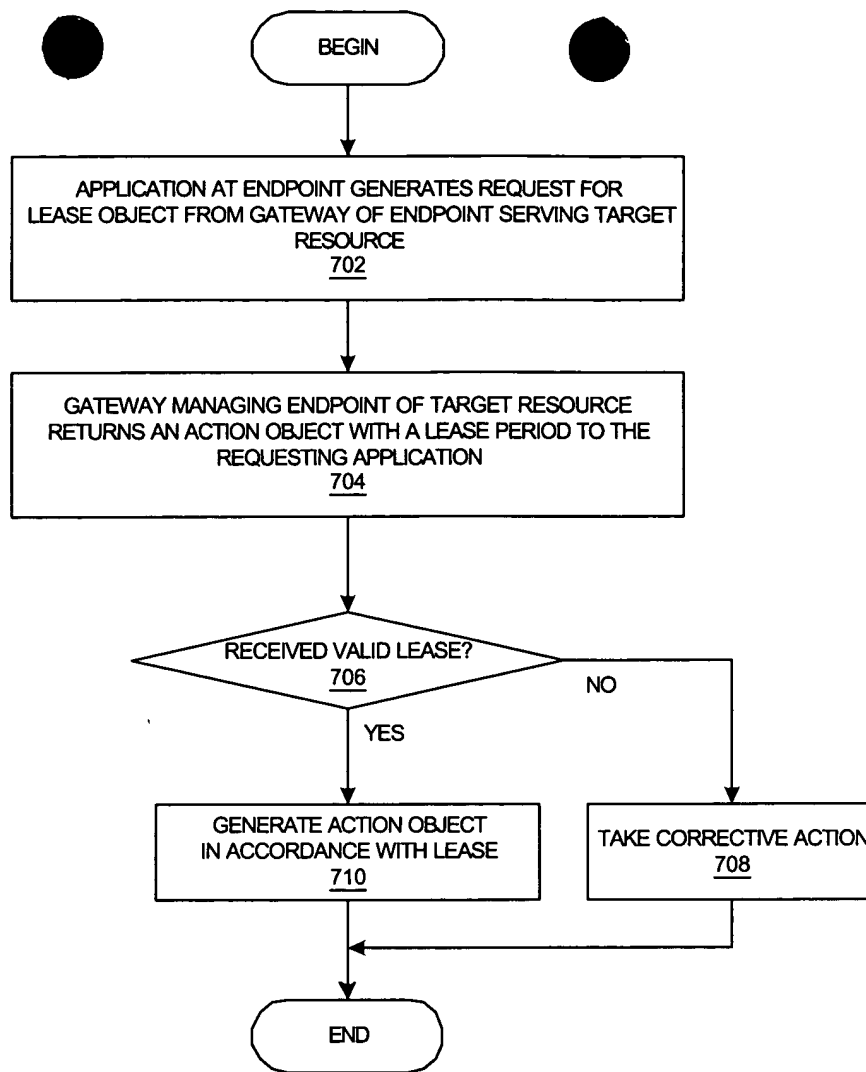 BEGIN
APPLICATION AT ENDPOINT GENERATES REQUEST FOR
LEASE OBJECT FROM GATEWAY OF ENDPOINT SERVING TARGET
RESOURCE
702
GATEWAY MANAGING ENDPOINT OF TARGET RESOURCE
RETURNS AN ACTION OBJECT WITH A LEASE PERIOD TO THE
REQUESTING APPLICATION
704
RECEIVED VALID LEASE?
706
NO
YES
GENERATE ACTION OBJECT
IN ACCORDANCE WITH LEASE
710
TAKE CORRECTIVE ACTION
708
END